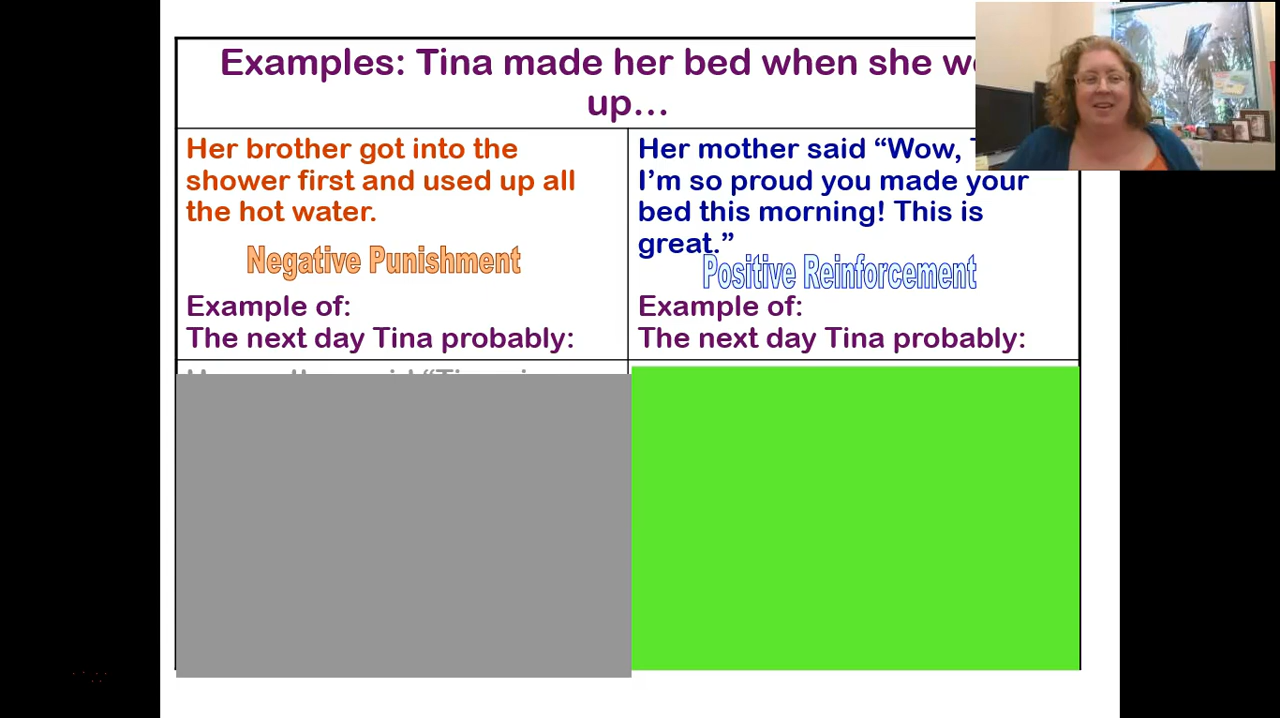 Examples: Tina made her bed when she
up…
Her brother got into the
shower first and used up all
the hot water.
Negative Punishment
Example of:
The next day Tina probably:
Her mother said “Wow,
I’m so proud you made your
bed this morning! This is
great.”
Positive Reinforcement
Example of:
The next day Tina probably: